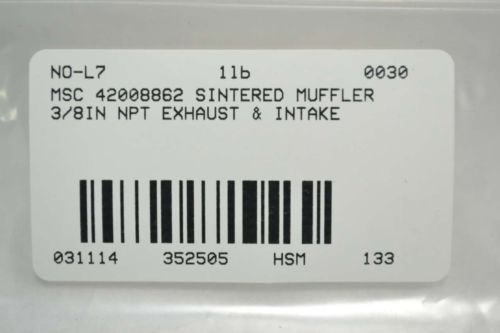 NO-L7 1lb 0030
MSC 42008862 SINTERED MUFFLER
3/8IN NPT EXHAUST & INTAKE
031114 352505 HSM 133